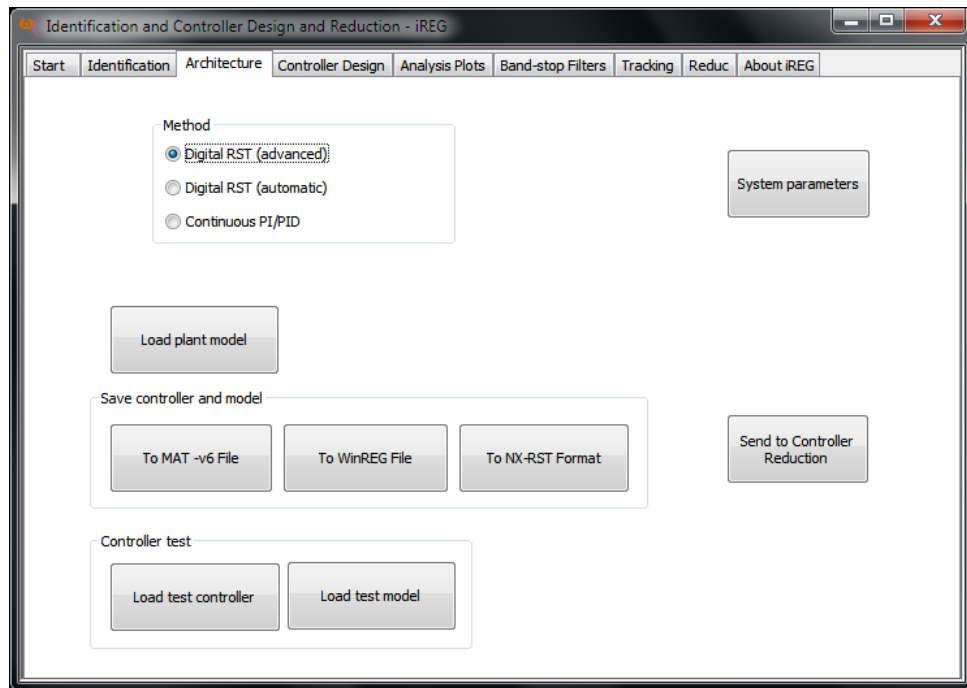 Identification and Controller Design and Reduction - iREG
Start Identification Architecture Controller Design Analysis Plots Band-stop Filters Tracking Reduc About iREG
Method
Digital RST (advanced)
Digital RST (automatic)
Continuous PI/PID
System parameters
Load plant model
Save controller and model
To MAT -v6 File To WinREG File To NX-RST Format
Send to Controller
Reduction
Controller test
Load test controller Load test model